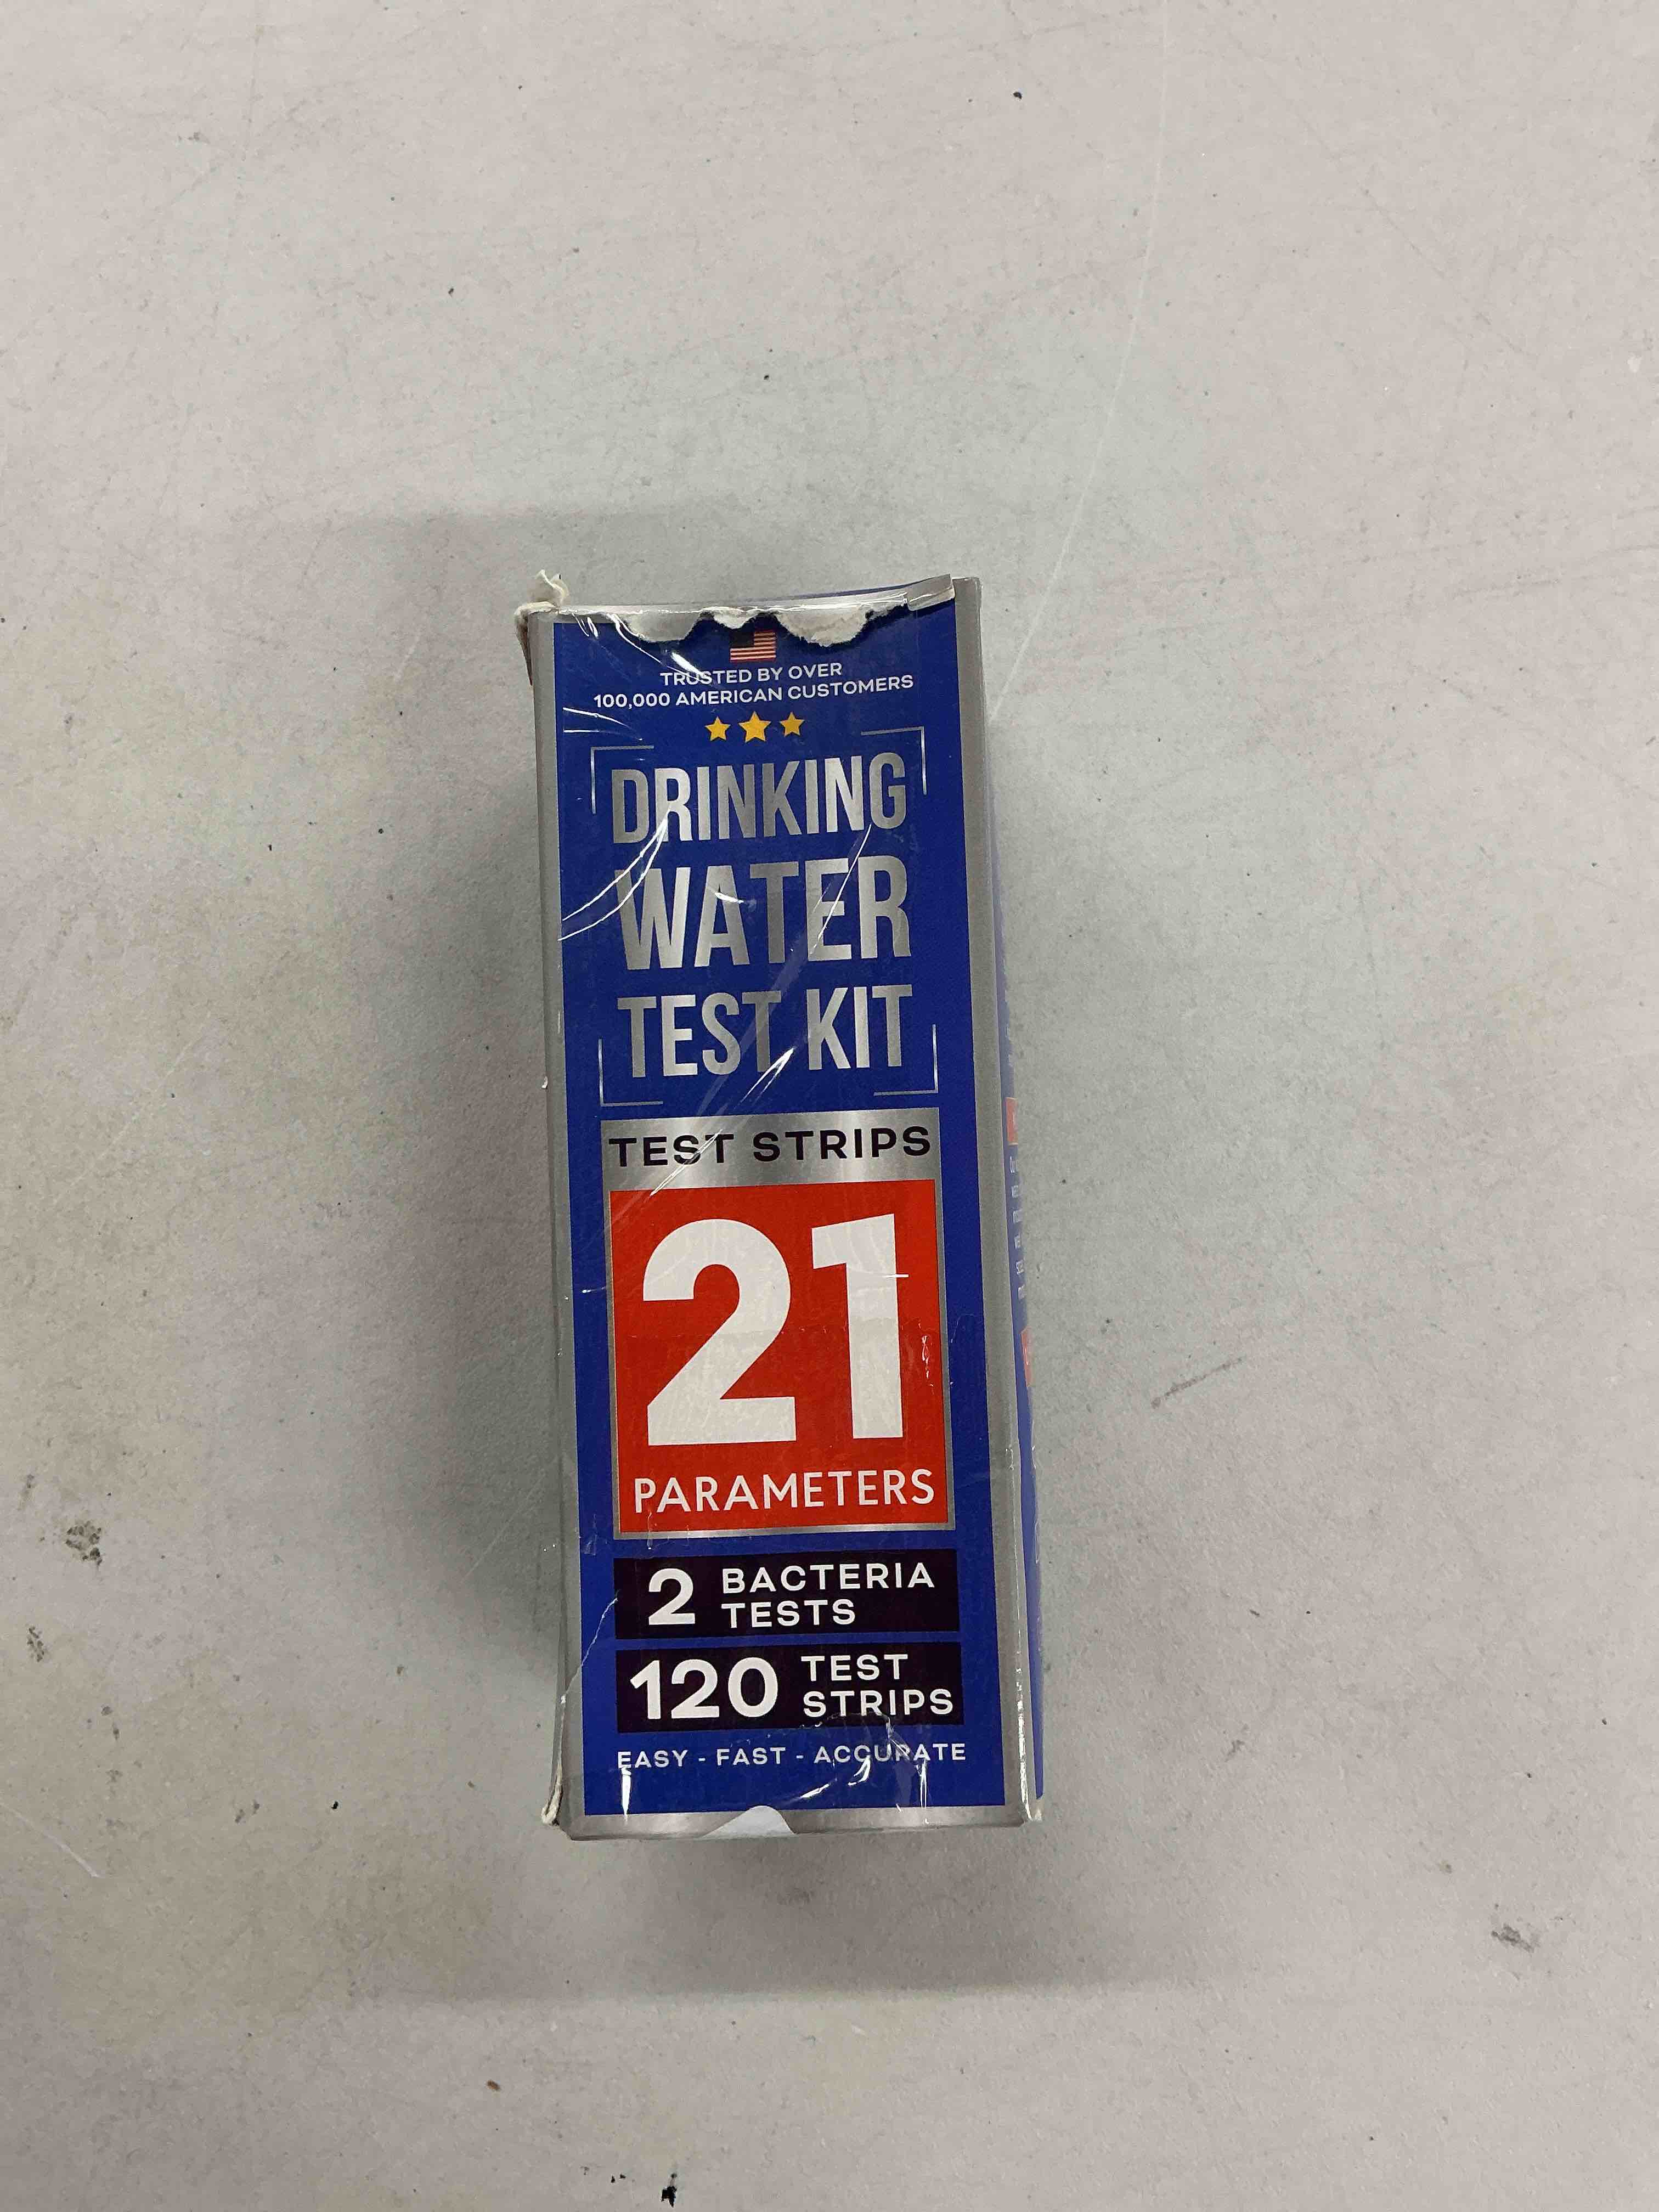 TRUSTED BY OVER
100,000 AMERICAN CUSTOMERS
DRINKING
WATER
TEST KIT
TEST STRIPS
21
PARAMETERS
2 BACTERIA
TESTS
120 TEST
STRIPS
EASY - FAST - ACCURATE